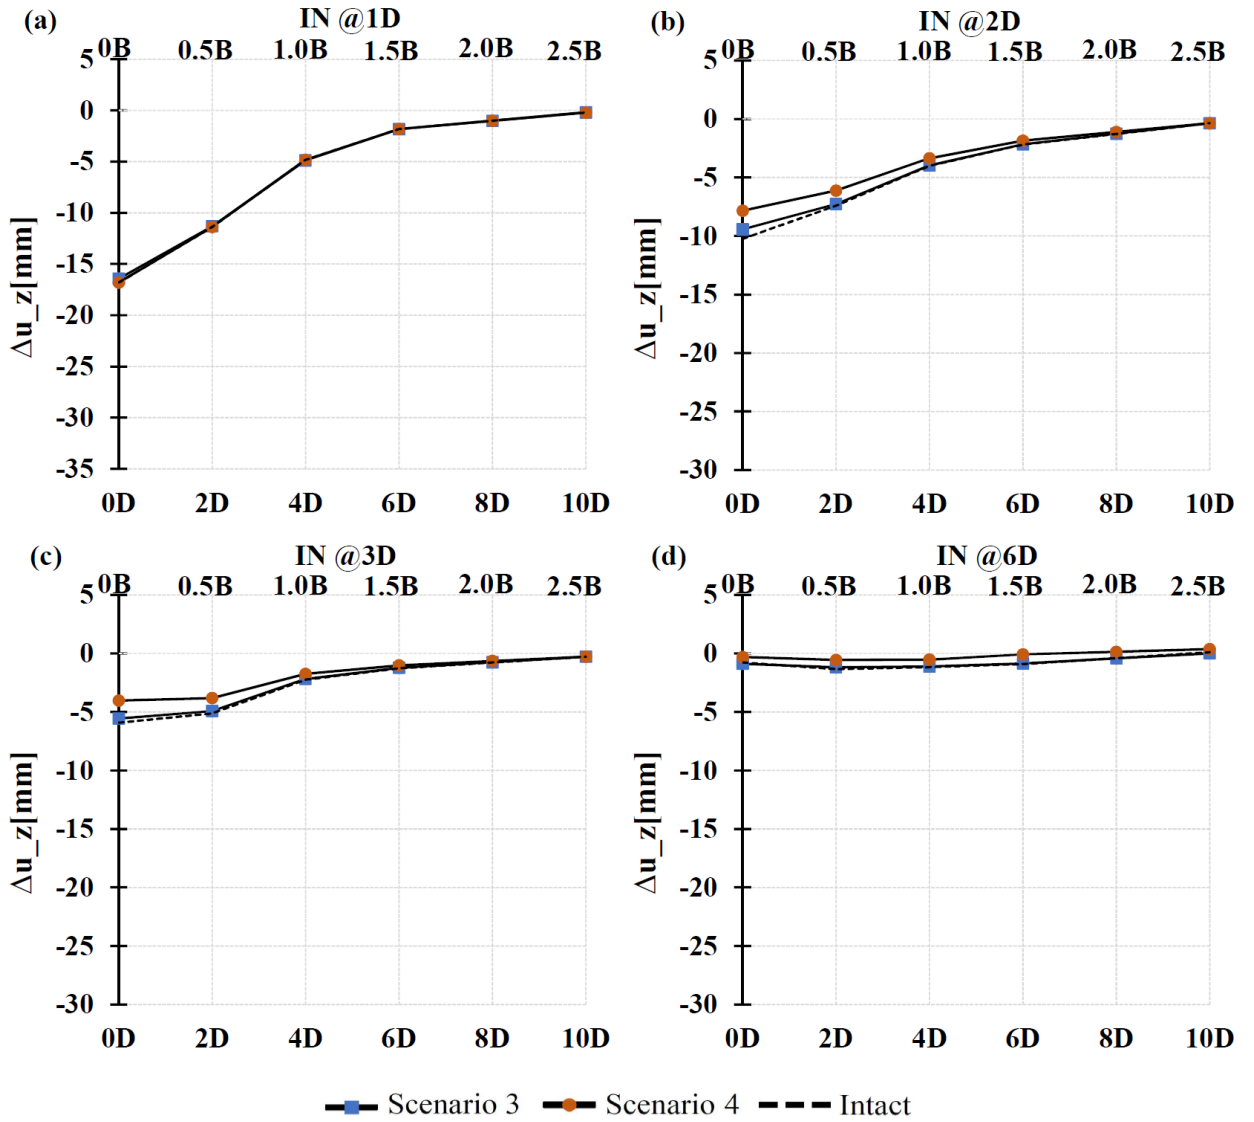 (a) IN @1D
0B 0.5B 1.0B 1.5B 2.0B 2.5B
5
0
-5
-10
-15
-20
-25
-30
-35
Δu_z[mm]
0D 2D 4D 6D 8D 10D
(b) IN @2D
0B 0.5B 1.0B 1.5B 2.0B 2.5B
5
0
-5
-10
-15
-20
-25
-30
Δu_z[mm]
0D 2D 4D 6D 8D 10D
(c) IN @3D
0B 0.5B 1.0B 1.5B 2.0B 2.5B
5
0
-5
-10
-15
-20
-25
-30
Δu_z[mm]
0D 2D 4D 6D 8D 10D
(d) IN @6D
0B 0.5B 1.0B 1.5B 2.0B 2.5B
5
0
-5
-10
-15
-20
-25
-30
Δu_z[mm]
0D 2D 4D 6D 8D 10D
Scenario 3 Scenario 4 Intact